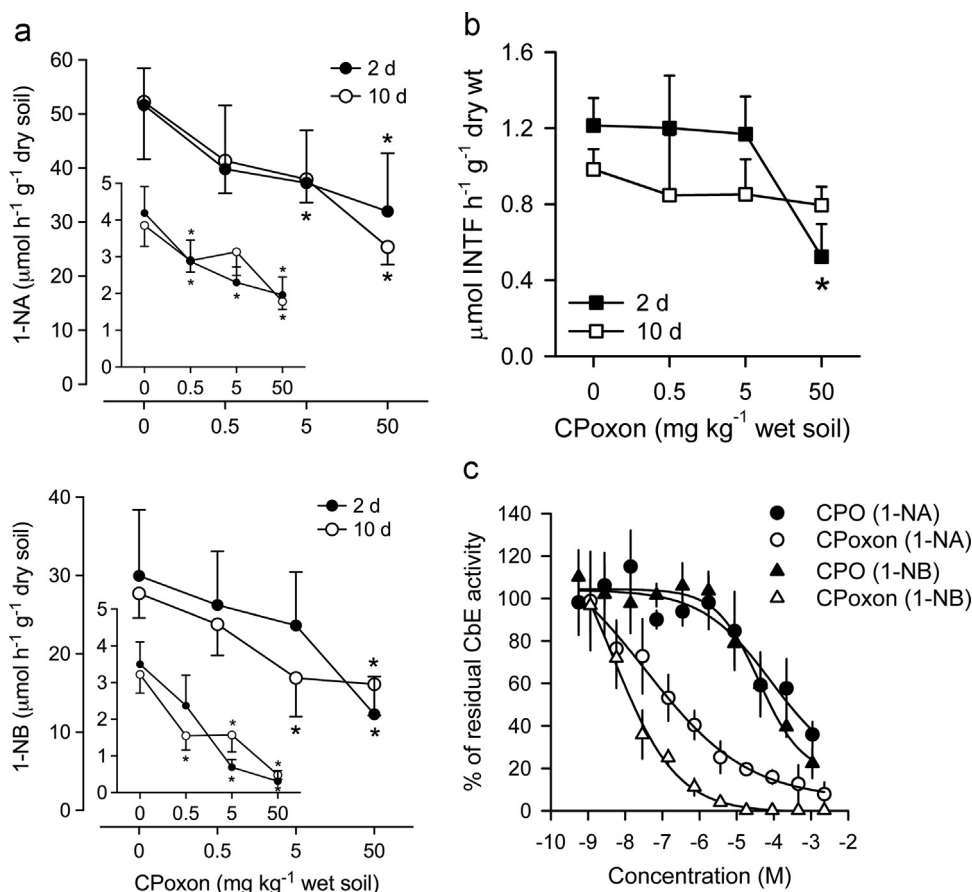 a
60
50
40
30
20
10
0
1-NA (μmol h⁻¹ g⁻¹ dry soil)
2 d
10 d
*
*
*
5
4
3
2
1
0
*
*
*
*
*
0 0.5 5 50
0 0.5 5 50
b
1.6
1.2
0.8
0.4
0.0
μmol INTF h⁻¹ g⁻¹ dry wt
2 d
10 d
*
0 0.5 5 50
CPoxon (mg kg⁻¹ wet soil)
40
30
20
10
0
1-NB (μmol h⁻¹ g⁻¹ dry soil)
2 d
10 d
*
*
*
5
4
3
2
1
0
*
*
*
*
*
0 0.5 5 50
0 0.5 5 50
CPoxon (mg kg⁻¹ wet soil)
c
140
120
100
80
60
40
20
0
% of residual CbE activity
CPO (1-NA)
CPoxon (1-NA)
CPO (1-NB)
CPoxon (1-NB)
-10 -9 -8 -7 -6 -5 -4 -3 -2
Concentration (M)